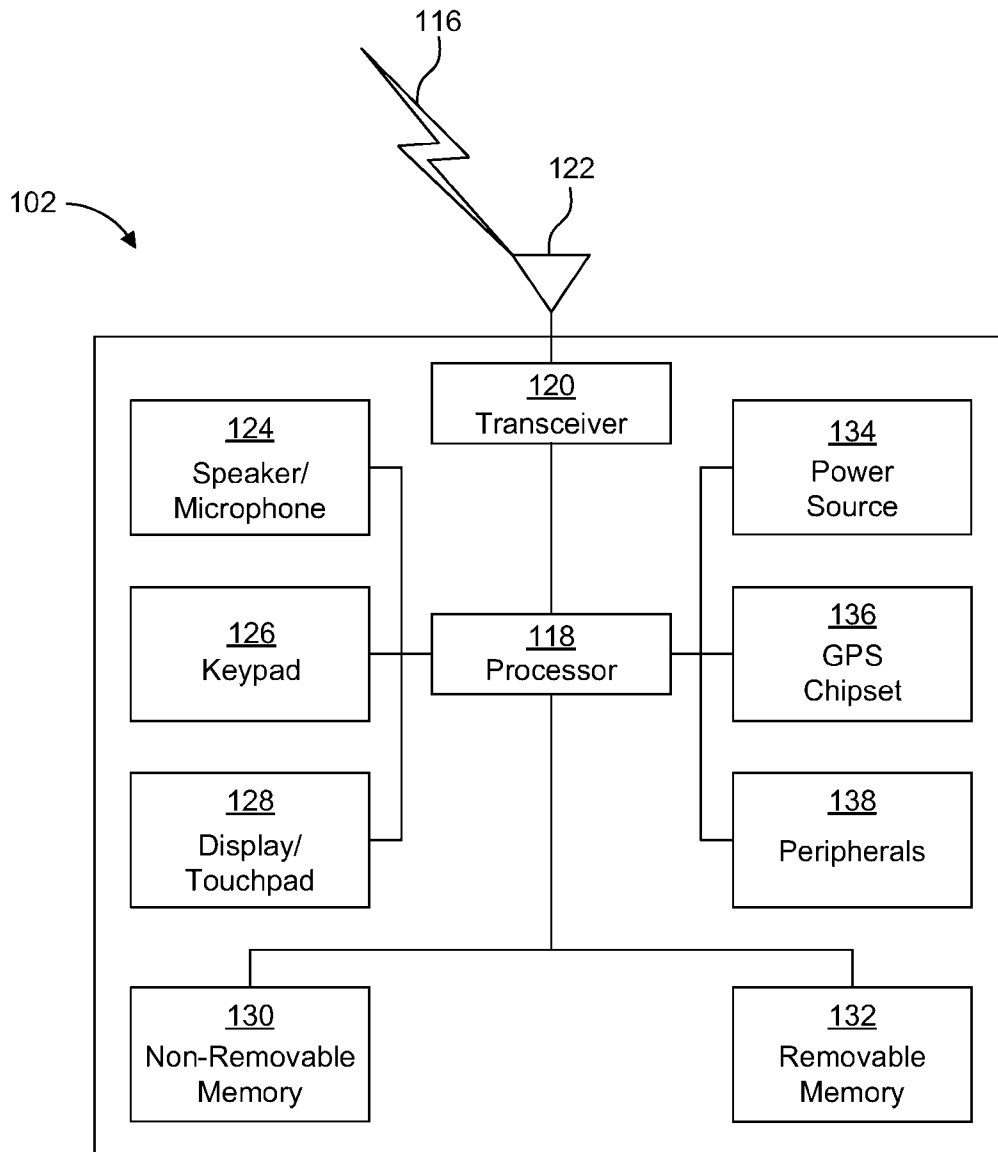 116
122
102
120
Transceiver
124
Speaker/
Microphone
134
Power
Source
126
Keypad
118
Processor
136
GPS
Chipset
128
Display/
Touchpad
138
Peripherals
130
Non-Removable
Memory
132
Removable
Memory